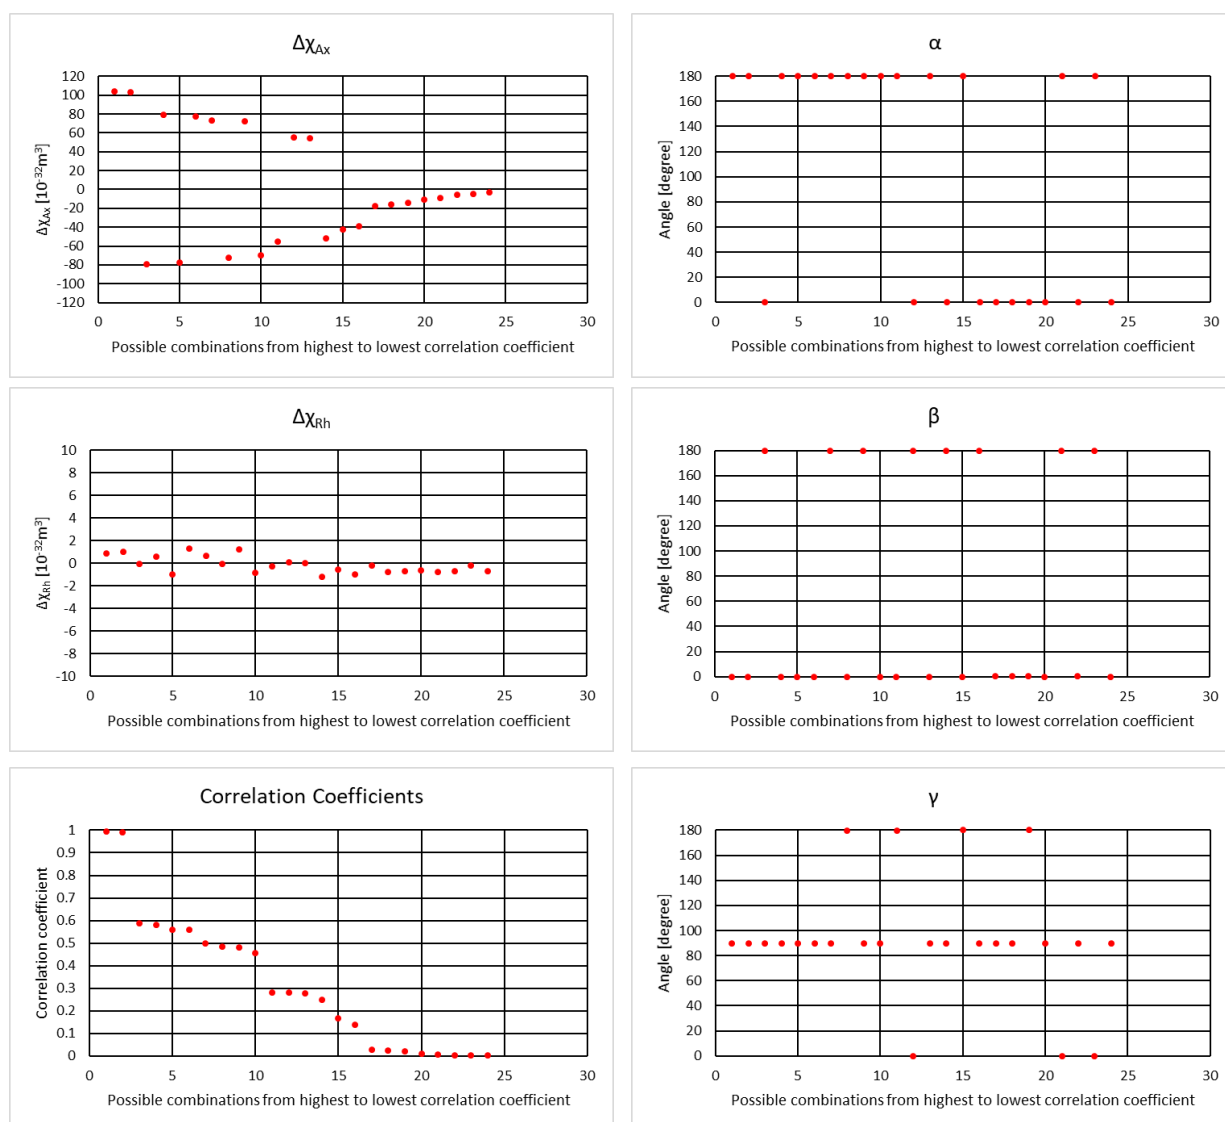 ΔχAx
120
100
80
60
40
20
0
-20
-40
-60
-80
-100
-120
ΔχAx [10⁻³²m³]
0 5 10 15 20 25 30
Possible combinations from highest to lowest correlation coefficient
α
180
160
140
120
100
80
60
40
20
0
Angle [degree]
0 5 10 15 20 25 30
Possible combinations from highest to lowest correlation coefficient
ΔχRh
10
8
6
4
2
0
-2
-4
-6
-8
-10
ΔχRh [10⁻³²m³]
0 5 10 15 20 25 30
Possible combinations from highest to lowest correlation coefficient
β
180
160
140
120
100
80
60
40
20
0
Angle [degree]
0 5 10 15 20 25 30
Possible combinations from highest to lowest correlation coefficient
Correlation Coefficients
1
0.9
0.8
0.7
0.6
0.5
0.4
0.3
0.2
0.1
0
Correlation coefficient
0 5 10 15 20 25 30
Possible combinations from highest to lowest correlation coefficient
γ
180
160
140
120
100
80
60
40
20
0
Angle [degree]
0 5 10 15 20 25 30
Possible combinations from highest to lowest correlation coefficient